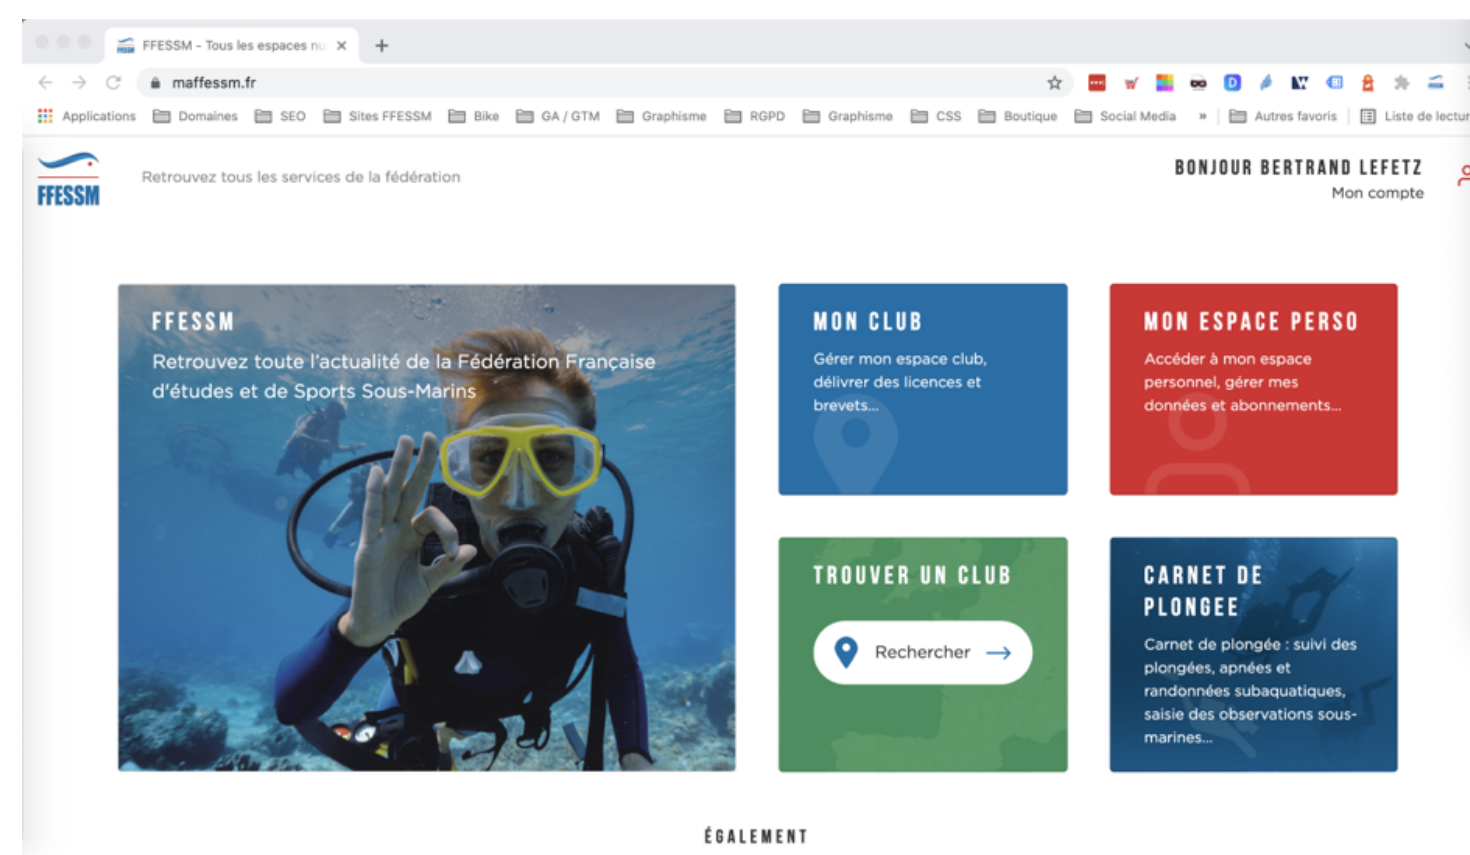 FFESSM - Tous les espaces nu
maffessm.fr
Applications Domaines SEO Sites FFESSM Bike GA / GTM Graphisme RGPD Graphisme CSS Boutique Social Media » Autres favoris Liste de lectur
FFESSM
Retrouvez tous les services de la fédération
BONJOUR BERTRAND LEFETZ
Mon compte
FFESSM
Retrouvez toute l'actualité de la Fédération Française
d'études et de Sports Sous-Marins
MON CLUB
Gérer mon espace club,
délivrer des licences et
brevets...
MON ESPACE PERSO
Accéder à mon espace
personnel, gérer mes
données et abonnements...
TROUVER UN CLUB
Rechercher
CARNET DE
PLONGEE
Carnet de plongée : suivi des
plongées, apnées et
randonnées subaquatiques,
saisie des observations sous-
marines...
ÉGALEMENT